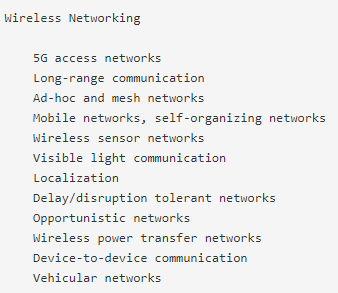 Wireless Networking
5G access networks
Long-range communication
Ad-hoc and mesh networks
Mobile networks, self-organizing networks
Wireless sensor networks
Visible light communication
Localization
Delay/disruption tolerant networks
Opportunistic networks
Wireless power transfer networks
Device-to-device communication
Vehicular networks